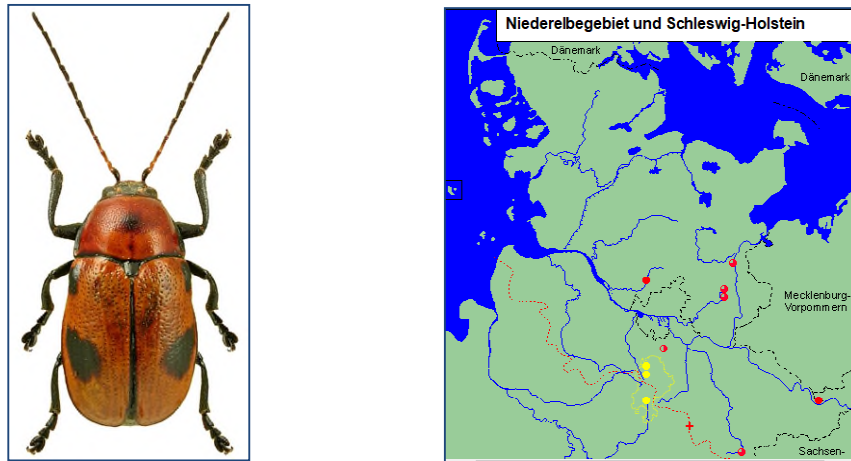 Niederelbegebiet und Schleswig-Holstein
Dänemark
Dänemark
Mecklenburg-
Vorpommern
Sachsen-